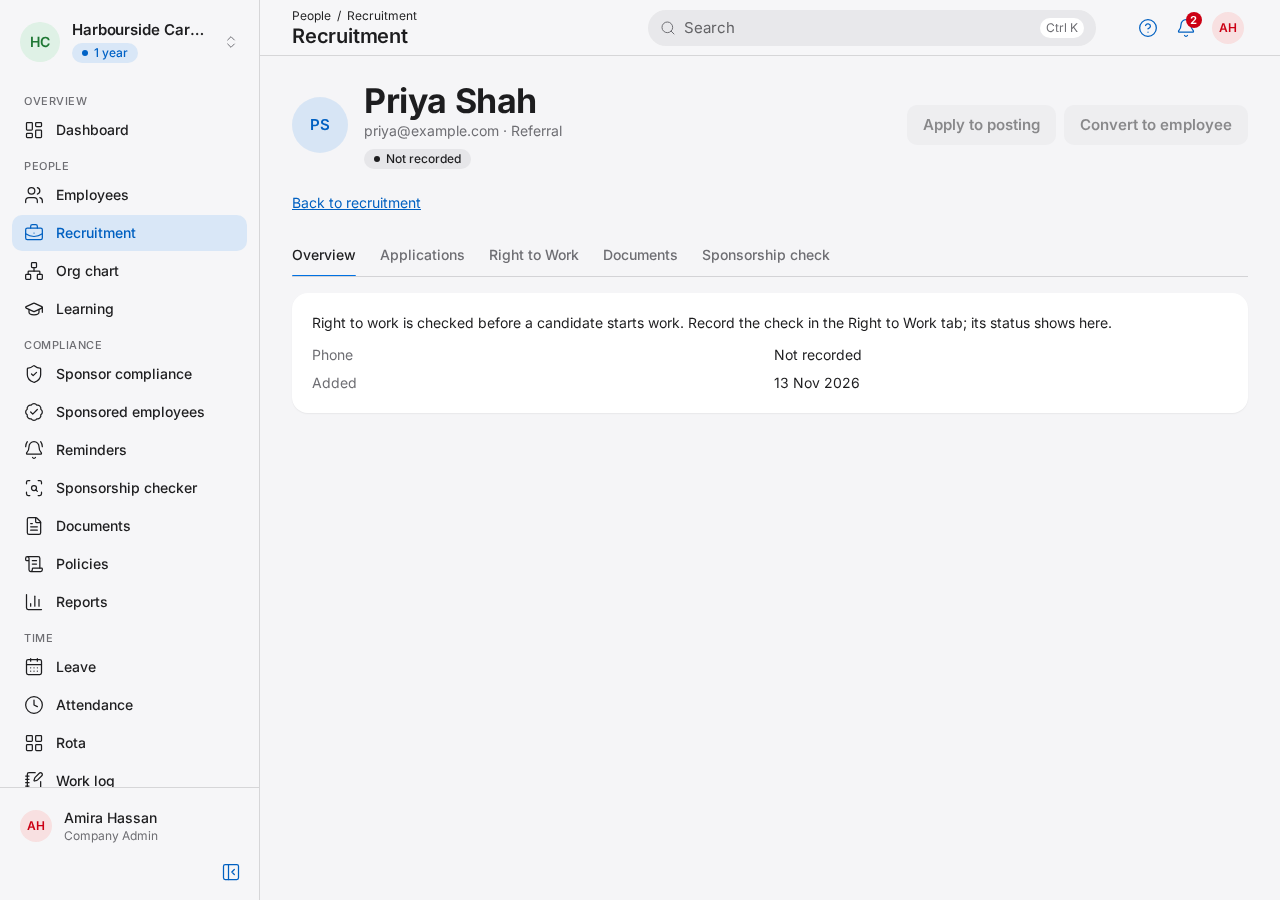 HC
Harbourside Car...
1 year
OVERVIEW
Dashboard
PEOPLE
Employees
Recruitment
Org chart
Learning
COMPLIANCE
Sponsor compliance
Sponsored employees
Reminders
Sponsorship checker
Documents
Policies
Reports
TIME
Leave
Attendance
Rota
Work log
AH
Amira Hassan
Company Admin
People / Recruitment
Recruitment
Search
Ctrl K
2
AH
PS
Priya Shah
priya@example.com · Referral
Not recorded
Apply to posting
Convert to employee
Back to recruitment
Overview
Applications
Right to Work
Documents
Sponsorship check
Right to work is checked before a candidate starts work. Record the check in the Right to Work tab; its status shows here.
Phone
Not recorded
Added
13 Nov 2026